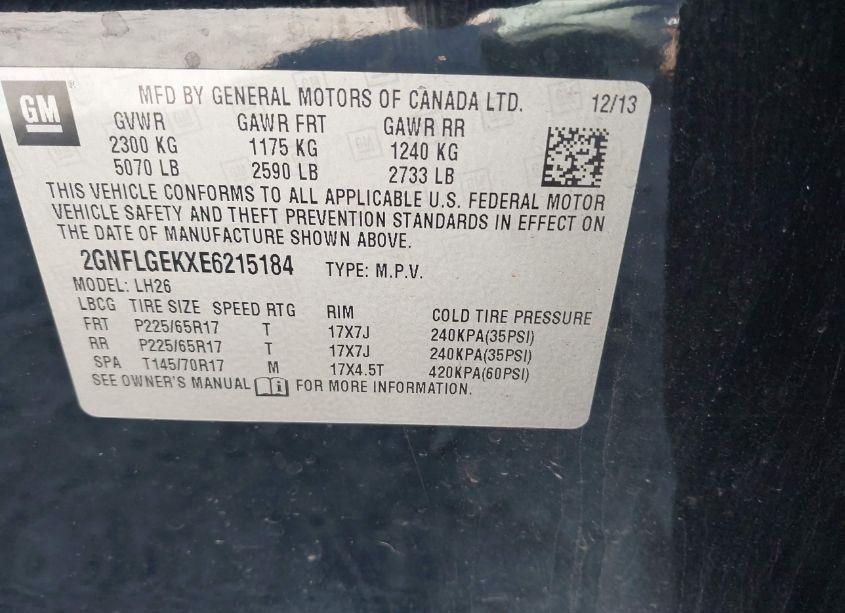 GM
MFD BY GENERAL MOTORS OF CANADA LTD. 12/13
GVWR GAWR FRT GAWR RR
2300 KG 1175 KG 1240 KG
5070 LB 2590 LB 2733 LB
THIS VEHICLE CONFORMS TO ALL APPLICABLE U.S. FEDERAL MOTOR
VEHICLE SAFETY AND THEFT PREVENTION STANDARDS IN EFFECT ON
THE DATE OF MANUFACTURE SHOWN ABOVE.
2GNFLGEKXE6215184 TYPE: M.P.V.
MODEL: LH26
LBCG TIRE SIZE SPEED RTG RIM COLD TIRE PRESSURE
FRT P225/65R17 T 17X7J 240KPA(35PSI)
RR P225/65R17 T 17X7J 240KPA(35PSI)
SPA T145/70R17 M 17X4.5T 420KPA(60PSI)
SEE OWNER'S MANUAL FOR MORE INFORMATION.